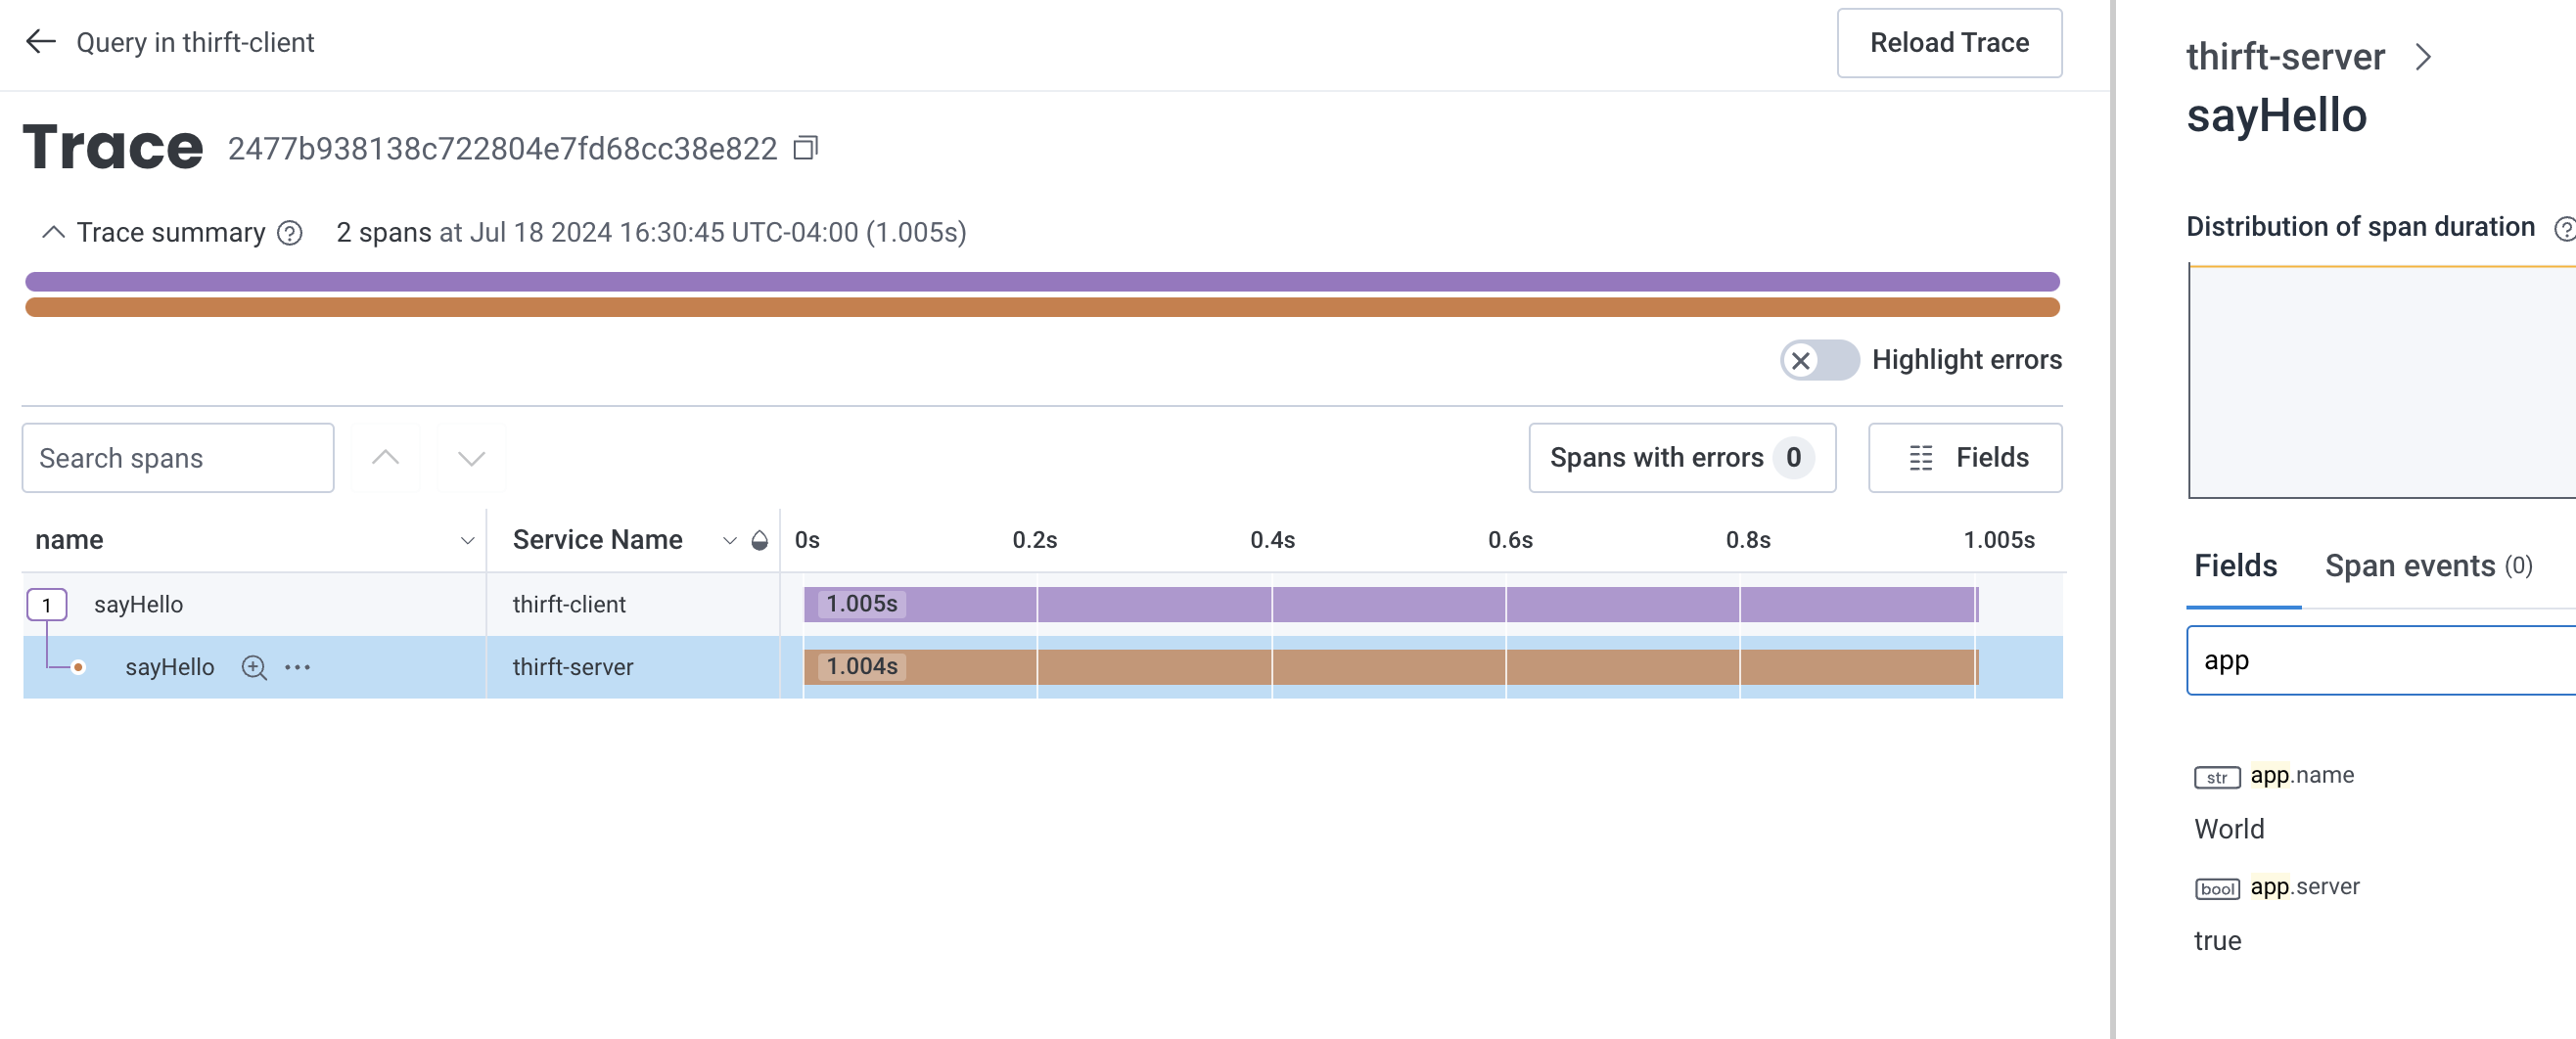 Query in thirft-client
Reload Trace
Trace 2477b938138c722804e7fd68cc38e822
Trace summary 2 spans at Jul 18 2024 16:30:45 UTC-04:00 (1.005s)
Highlight errors
Search spans
Spans with errors 0
Fields
name Service Name 0s 0.2s 0.4s 0.6s 0.8s 1.005s
1 sayHello thirft-client 1.005s
sayHello thirft-server 1.004s
thirft-server
sayHello
Distribution of span duration
Fields Span events (0)
app
str app.name
World
bool app.server
true